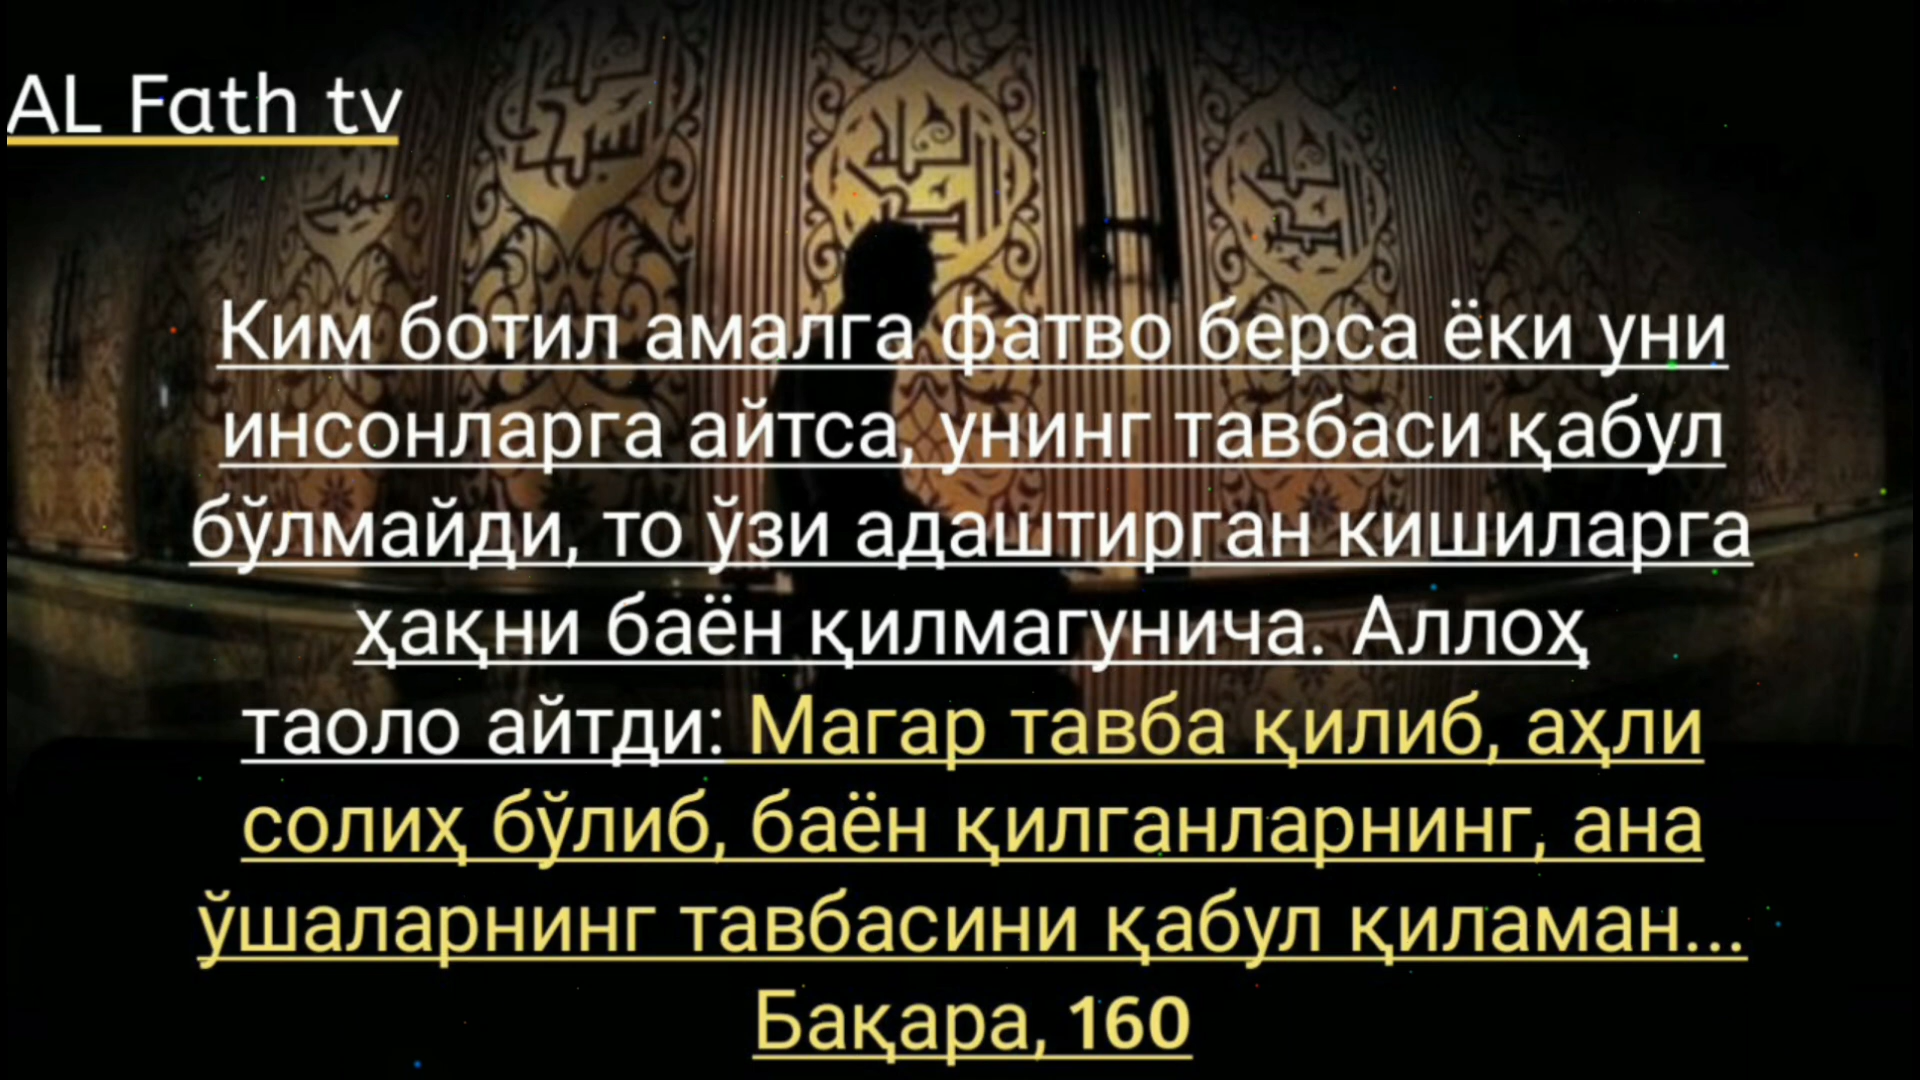 AL Fath tv
Ким ботил амалга фатво берса ёки уни
инсонларга айтса, унинг тавбаси қабул
бўлмайди, то ўзи адаштирган кишиларга
ҳақни баён қилмагунича. Аллоҳ
таоло айтди: Магар тавба қилиб, аҳли
солиҳ бўлиб, баён қилганларнинг, ана
ўшаларнинг тавбасини қабул қиламан...
Бақара, 160